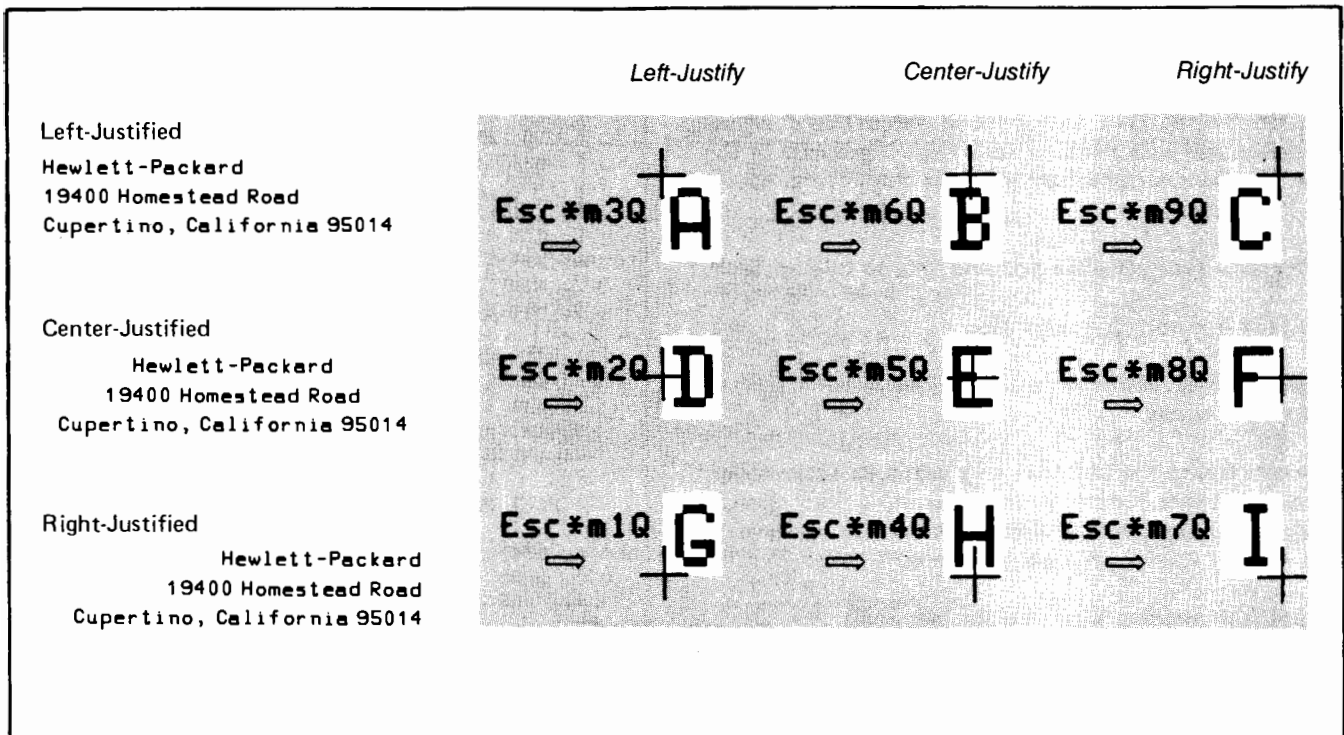 Left-Justify Center-Justify Right-Justify
Left-Justified
Hewlett-Packard
19400 Homestead Road
Cupertino, California 95014
Esc*m3Q A Esc*m6Q B Esc*m9Q C
Center-Justified
Hewlett-Packard
19400 Homestead Road
Cupertino, California 95014
Esc*m2Q D Esc*m5Q E Esc*m8Q F
Right-Justified
Hewlett-Packard
19400 Homestead Road
Cupertino, California 95014
Esc*m1Q G Esc*m4Q H Esc*m7Q I